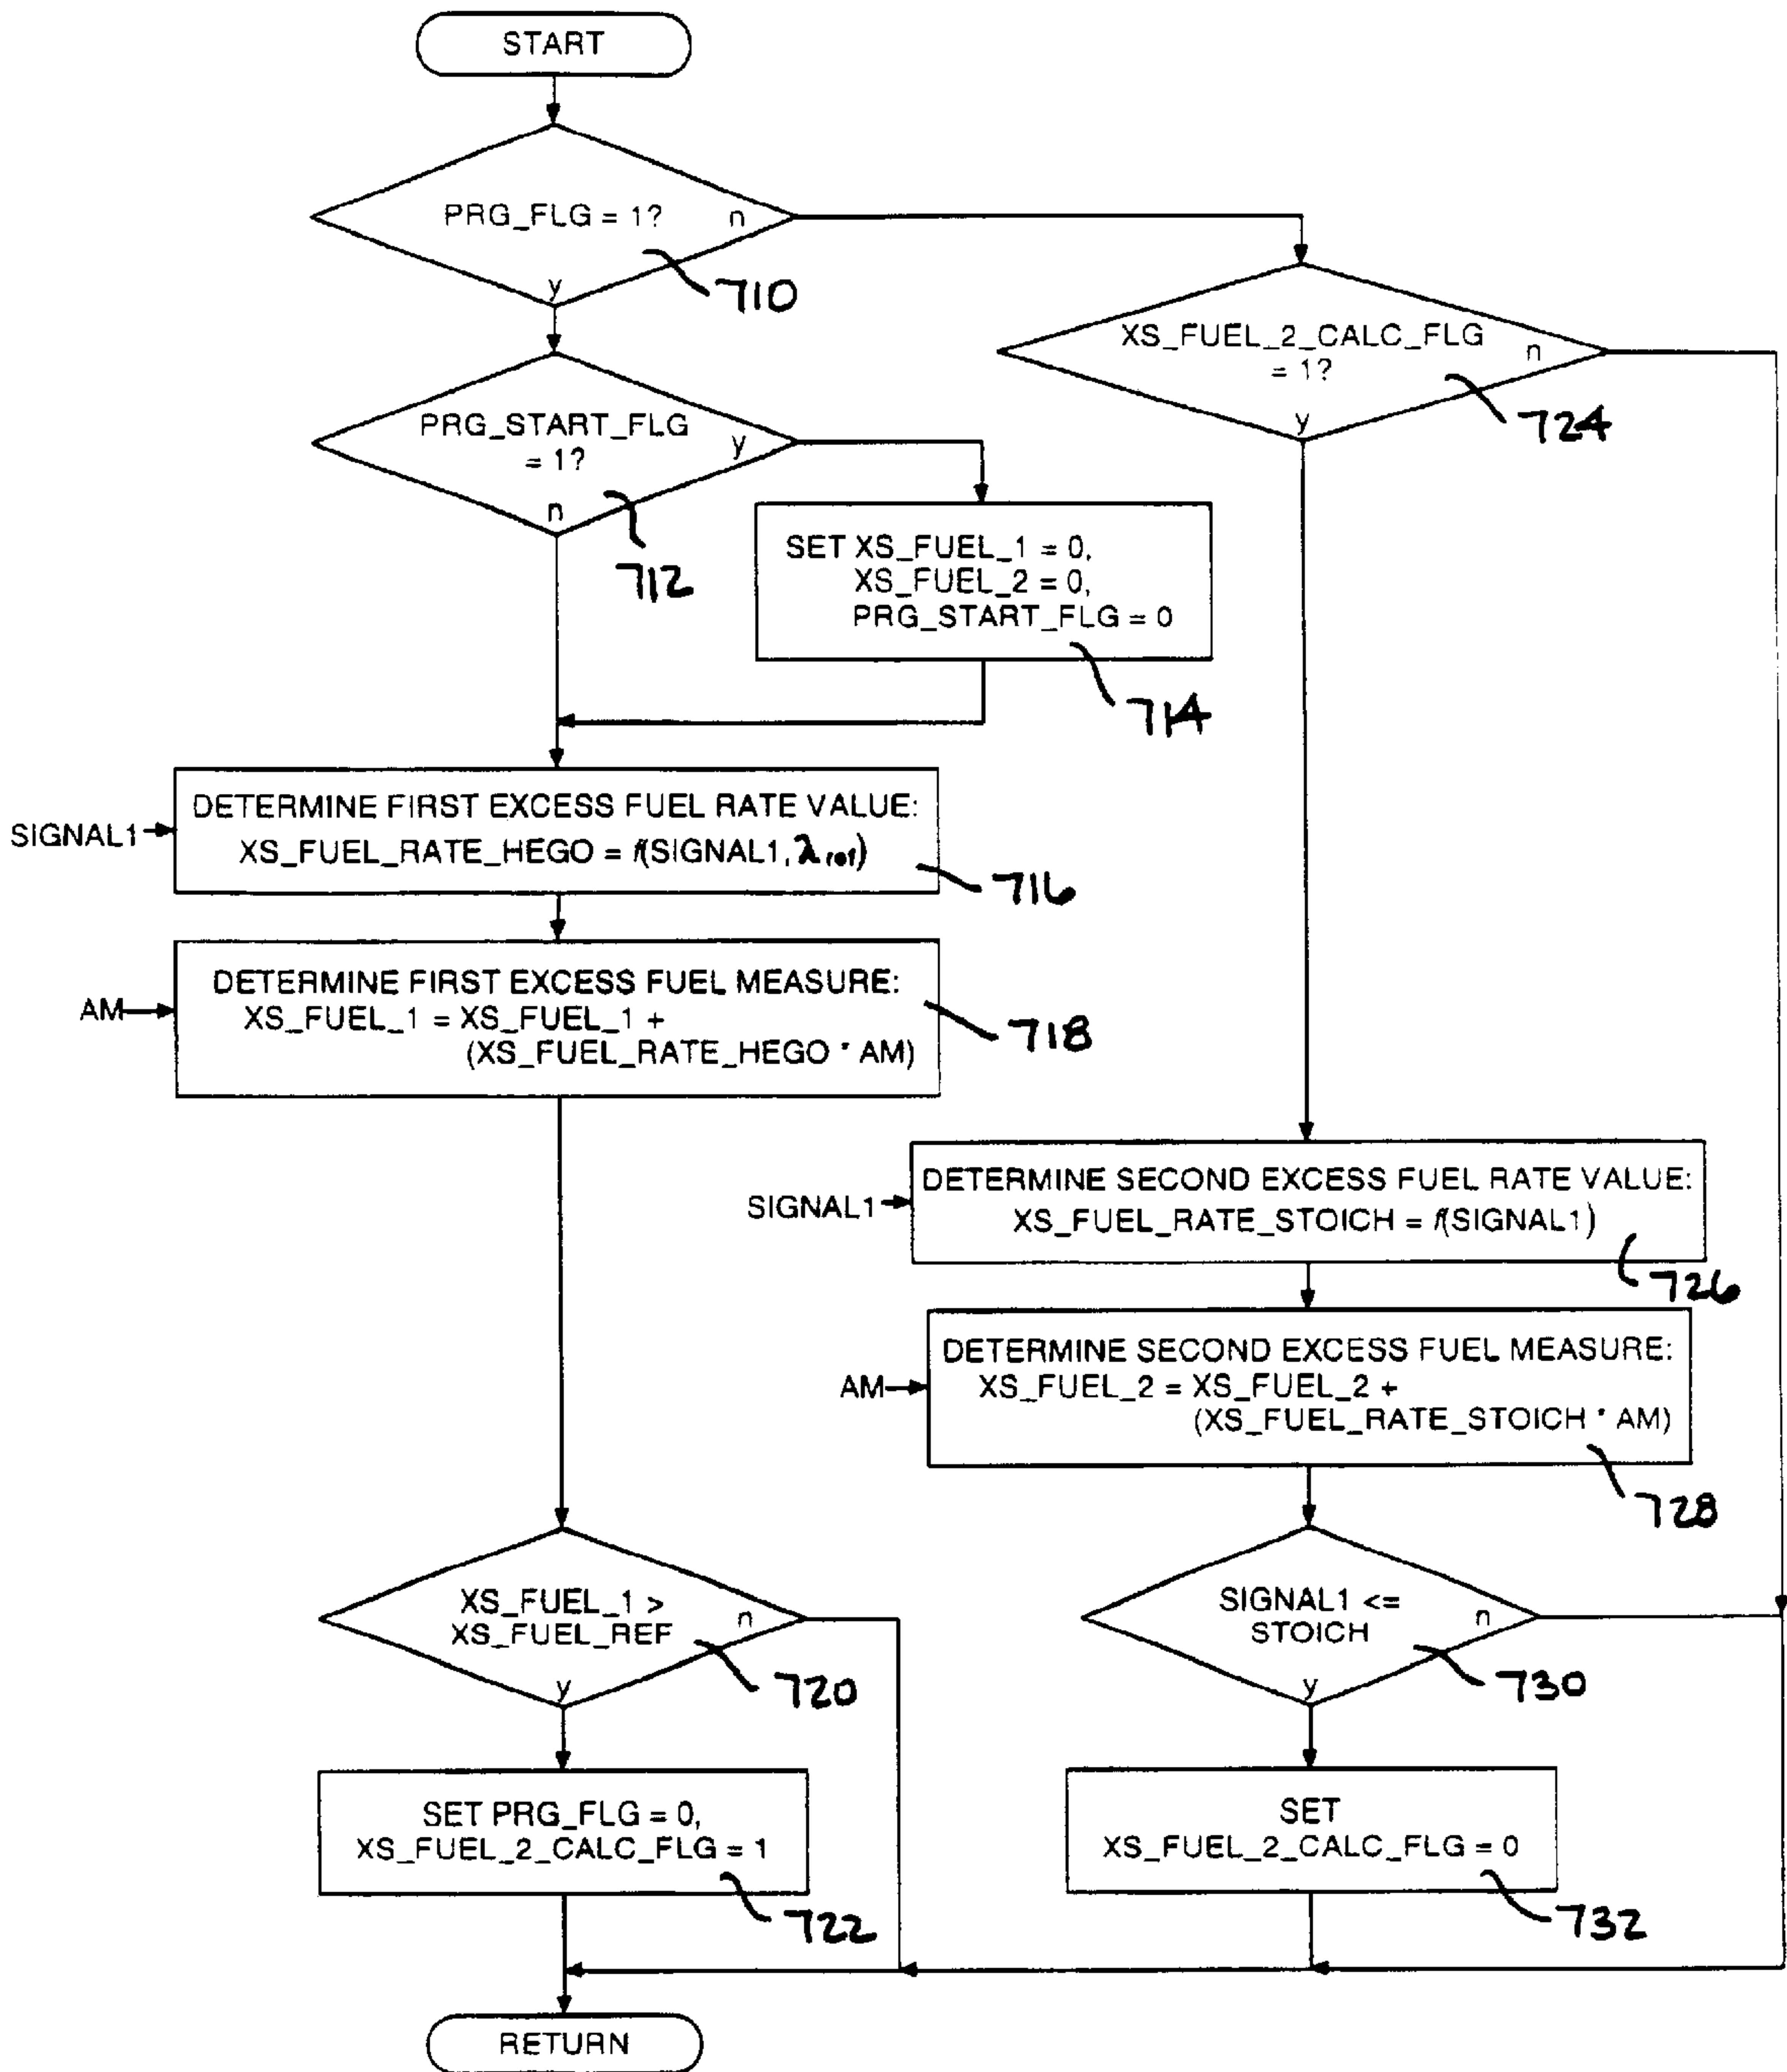 START
PRG_FLG = 1?
n
y
710
XS_FUEL_2_CALC_FLG
= 1?
n
y
724
PRG_START_FLG
= 1?
y
n
712
SET XS_FUEL_1 = 0,
XS_FUEL_2 = 0,
PRG_START_FLG = 0
714
SIGNAL1
DETERMINE FIRST EXCESS FUEL RATE VALUE:
XS_FUEL_RATE_HEGO = f(SIGNAL1, λref)
716
AM
DETERMINE FIRST EXCESS FUEL MEASURE:
XS_FUEL_1 = XS_FUEL_1 +
(XS_FUEL_RATE_HEGO * AM)
718
SIGNAL1
DETERMINE SECOND EXCESS FUEL RATE VALUE:
XS_FUEL_RATE_STOICH = f(SIGNAL1)
726
AM
DETERMINE SECOND EXCESS FUEL MEASURE:
XS_FUEL_2 = XS_FUEL_2 +
(XS_FUEL_RATE_STOICH * AM)
728
XS_FUEL_1 >
XS_FUEL_REF
n
y
720
SIGNAL1 <=
STOICH
n
y
730
SET PRG_FLG = 0,
XS_FUEL_2_CALC_FLG = 1
722
SET
XS_FUEL_2_CALC_FLG = 0
732
RETURN